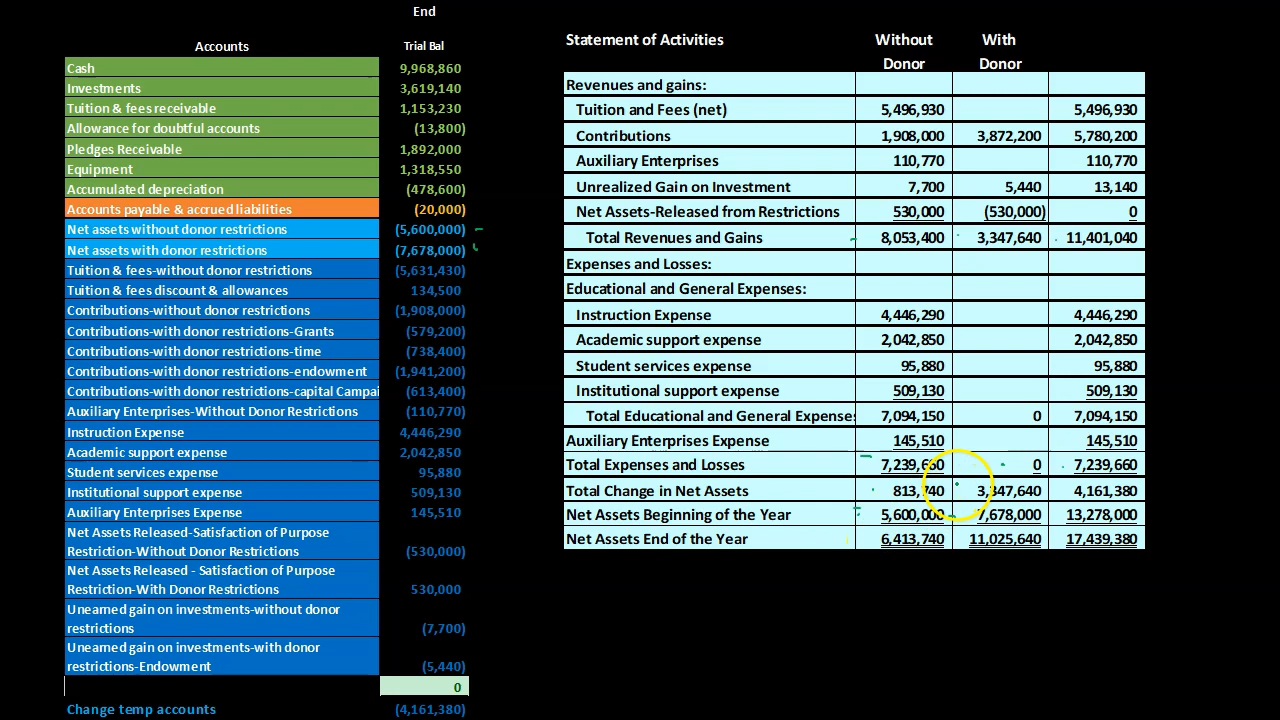 End
Accounts Trial Bal
Cash 9,968,860
Investments 3,619,140
Tuition & fees receivable 1,153,230
Allowance for doubtful accounts (13,800)
Pledges Receivable 1,892,000
Equipment 1,318,550
Accumulated depreciation (478,600)
Accounts payable & accrued liabilities (20,000)
Net assets without donor restrictions (5,600,000)
Net assets with donor restrictions (7,678,000)
Tuition & fees-without donor restrictions (5,631,430)
Tuition & fees discount & allowances 134,500
Contributions-without donor restrictions (1,908,000)
Contributions-with donor restrictions-Grants (579,200)
Contributions-with donor restrictions-time (738,400)
Contributions-with donor restrictions-endowment (1,941,200)
Contributions-with donor restrictions-capital Campai (613,400)
Auxiliary Enterprises-Without Donor Restrictions (110,770)
Instruction Expense 4,446,290
Academic support expense 2,042,850
Student services expense 95,880
Institutional support expense 509,130
Auxiliary Enterprises Expense 145,510
Net Assets Released-Satisfaction of Purpose
Restriction-Without Donor Restrictions (530,000)
Net Assets Released - Satisfaction of Purpose
Restriction-With Donor Restrictions 530,000
Unearned gain on investments-without donor
restrictions (7,700)
Unearned gain on investments-with donor
restrictions-Endowment (5,440)
0
Change temp accounts (4,161,380)
Statement of Activities Without With
Donor Donor
Revenues and gains:
Tuition and Fees (net) 5,496,930 5,496,930
Contributions 1,908,000 3,872,200 5,780,200
Auxiliary Enterprises 110,770 110,770
Unrealized Gain on Investment 7,700 5,440 13,140
Net Assets-Released from Restrictions 530,000 (530,000) 0
Total Revenues and Gains 8,053,400 3,347,640 11,401,040
Expenses and Losses:
Educational and General Expenses:
Instruction Expense 4,446,290 4,446,290
Academic support expense 2,042,850 2,042,850
Student services expense 95,880 95,880
Institutional support expense 509,130 509,130
Total Educational and General Expenses 7,094,150 0 7,094,150
Auxiliary Enterprises Expense 145,510 145,510
Total Expenses and Losses 7,239,660 0 7,239,660
Total Change in Net Assets 813,740 3,347,640 4,161,380
Net Assets Beginning of the Year 5,600,000 7,678,000 13,278,000
Net Assets End of the Year 6,413,740 11,025,640 17,439,380